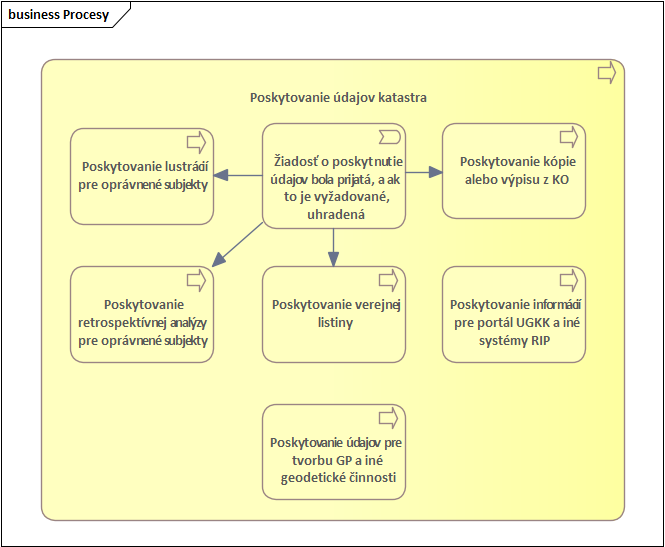 business Procesy
Poskytovanie údajov katastra
Poskytovanie lustrácií
pre oprávnené subjekty
Žiadosť o poskytnutie
údajov bola prijatá, a ak
to je vyžadované,
uhradená
Poskytovanie kópie
alebo výpisu z KO
Poskytovanie
retrospektívnej analýzy
pre oprávnené subjekty
Poskytovanie verejnej
listiny
Poskytovanie informácií
pre portál UGKK a iné
systémy RIP
Poskytovanie údajov pre
tvorbu GP a iné
geodetické činnosti